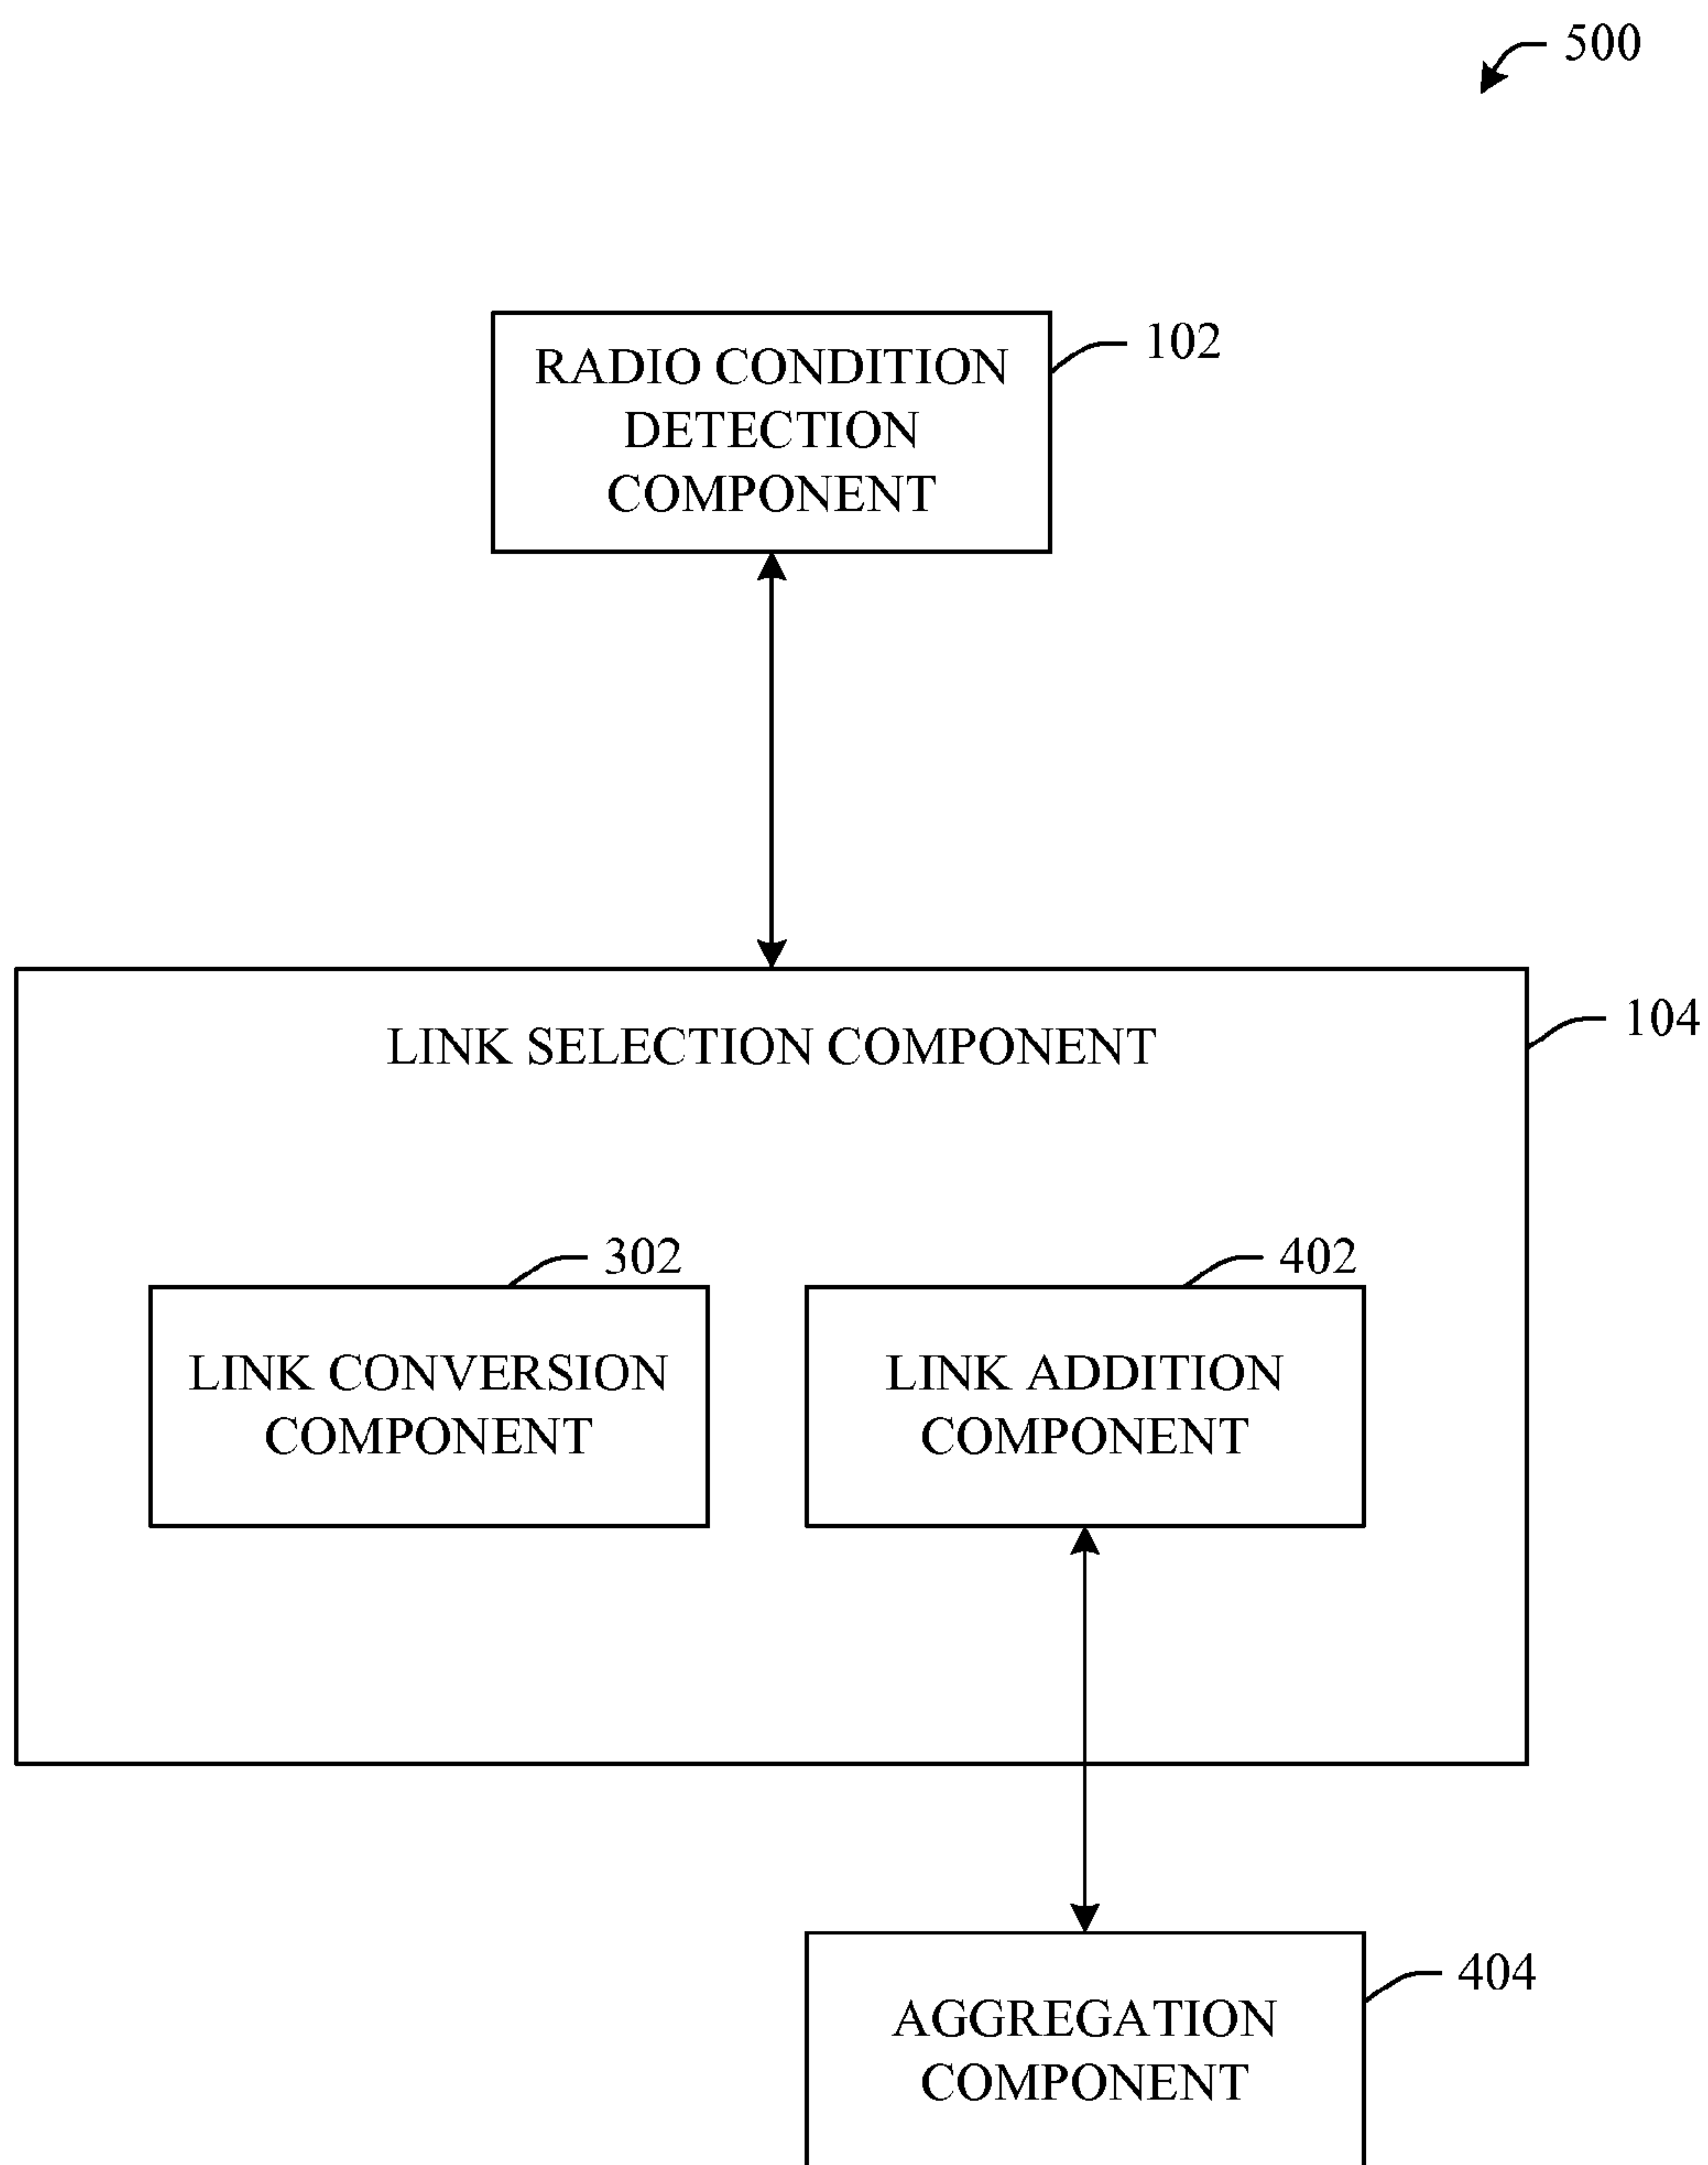 500
RADIO CONDITION
DETECTION
COMPONENT
102
LINK SELECTION COMPONENT
104
302
402
LINK CONVERSION
COMPONENT
LINK ADDITION
COMPONENT
404
AGGREGATION
COMPONENT